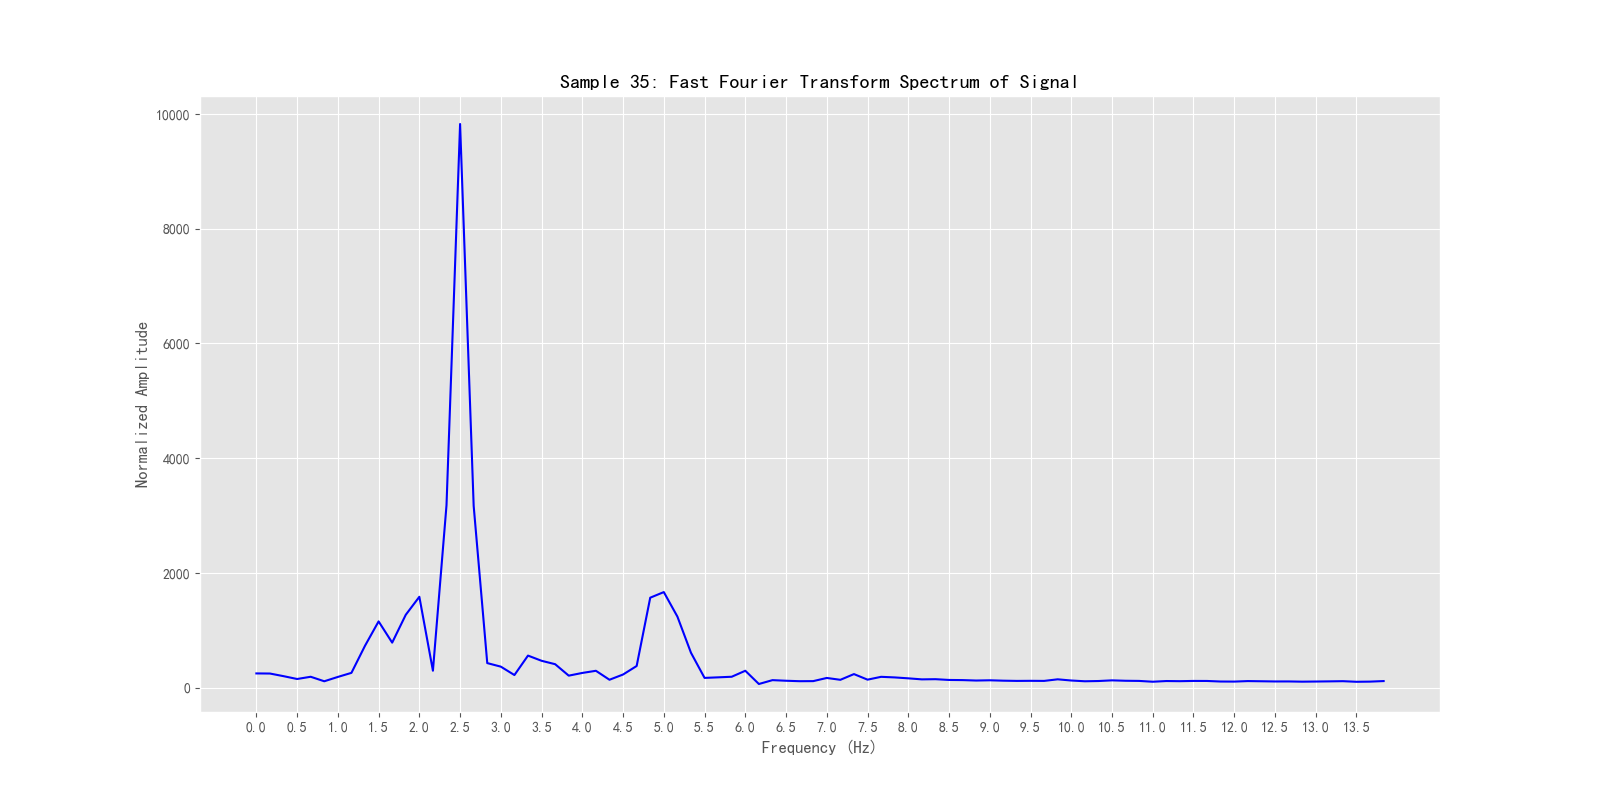 Sample 35: Fast Fourier Transform Spectrum of Signal
Normalized Amplitude
10000
8000
6000
4000
2000
0
0.0 0.5 1.0 1.5 2.0 2.5 3.0 3.5 4.0 4.5 5.0 5.5 6.0 6.5 7.0 7.5 8.0 8.5 9.0 9.5 10.0 10.5 11.0 11.5 12.0 12.5 13.0 13.5
Frequency (Hz)